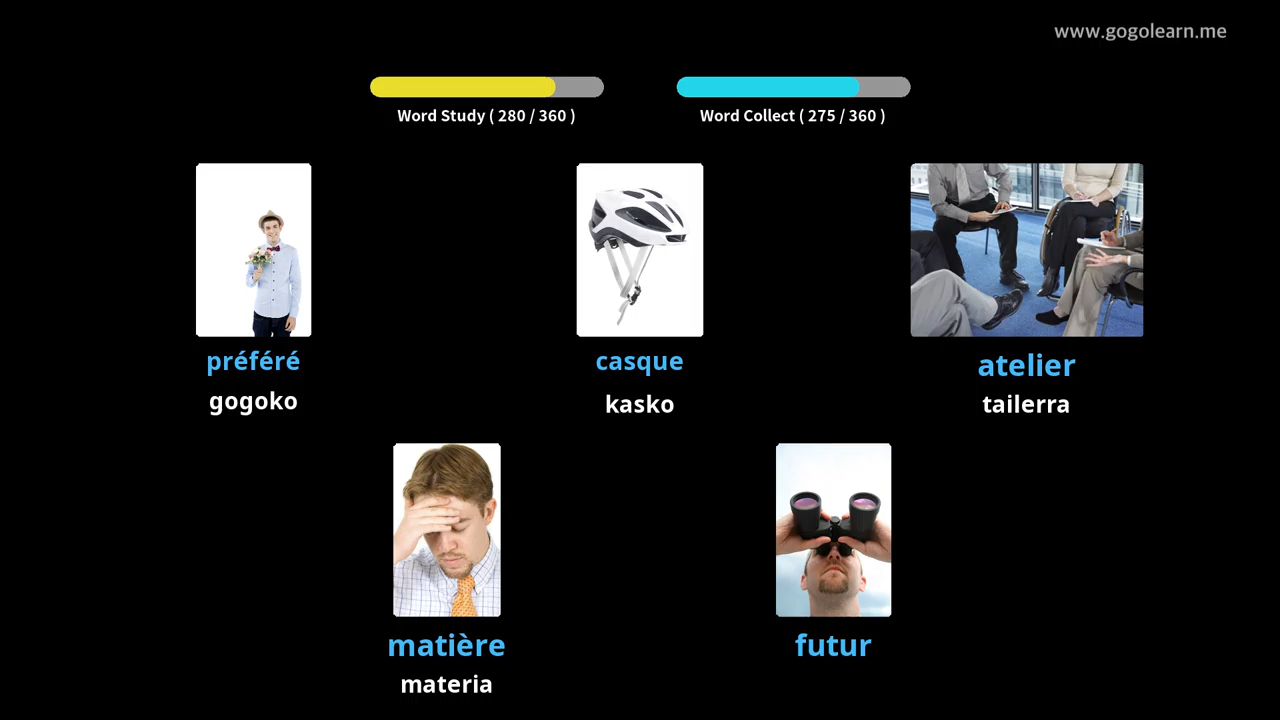 www.gogolearn.me
Word Study ( 280 / 360 )
Word Collect ( 275 / 360 )
préféré
gogoko
casque
kasko
atelier
tailerra
matière
materia
futur